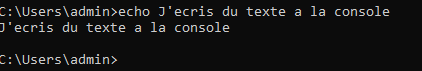 C:\Users\admin>echo J'ecris du texte a la console
J'ecris du texte a la console
C:\Users\admin>